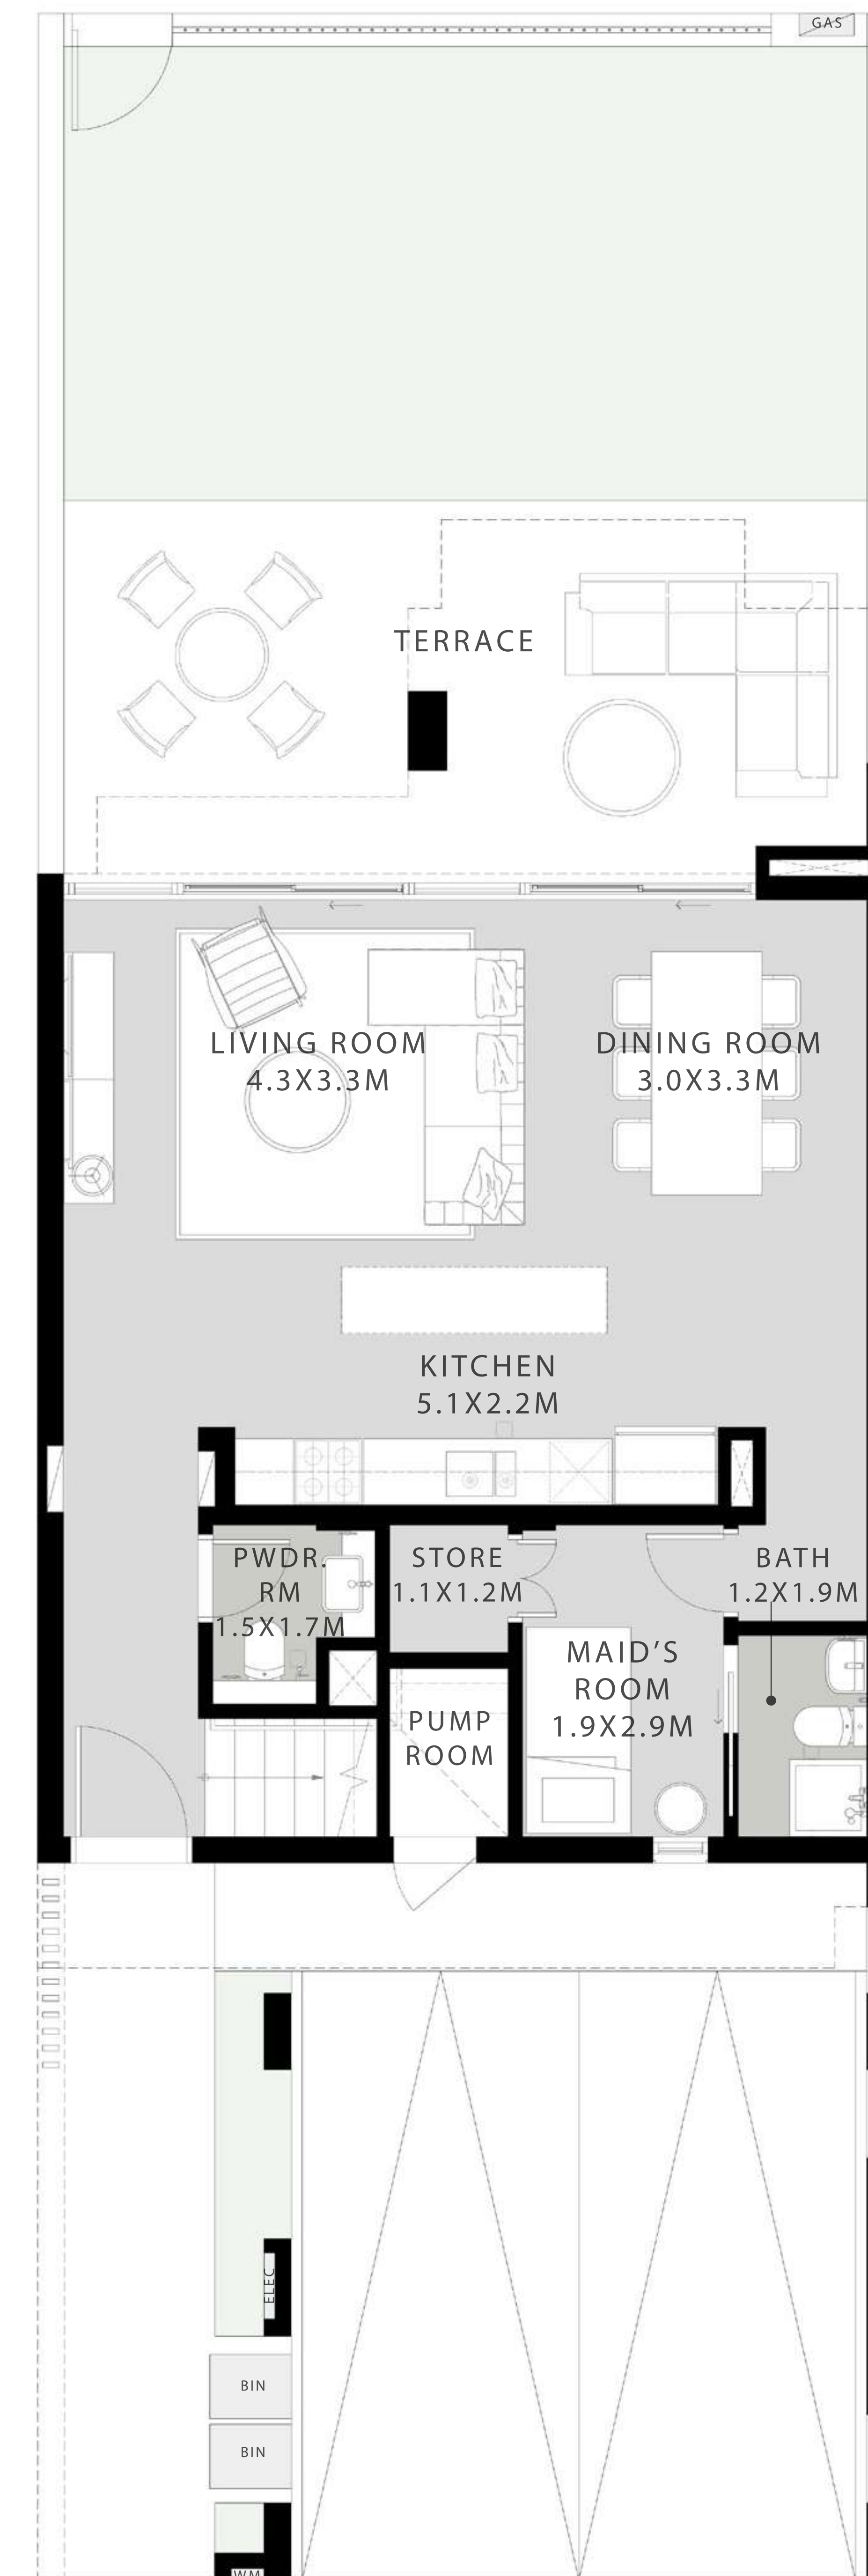 GAS
TERRACE
LIVING ROOM
4.3X3.3M
DINING ROOM
3.0X3.3M
KITCHEN
5.1X2.2M
PWDR.
RM
1.5X1.7M
STORE
1.1X1.2M
BATH
1.2X1.9M
MAID'S
ROOM
1.9X2.9M
PUMP
ROOM
ELEC
BIN
BIN
WM